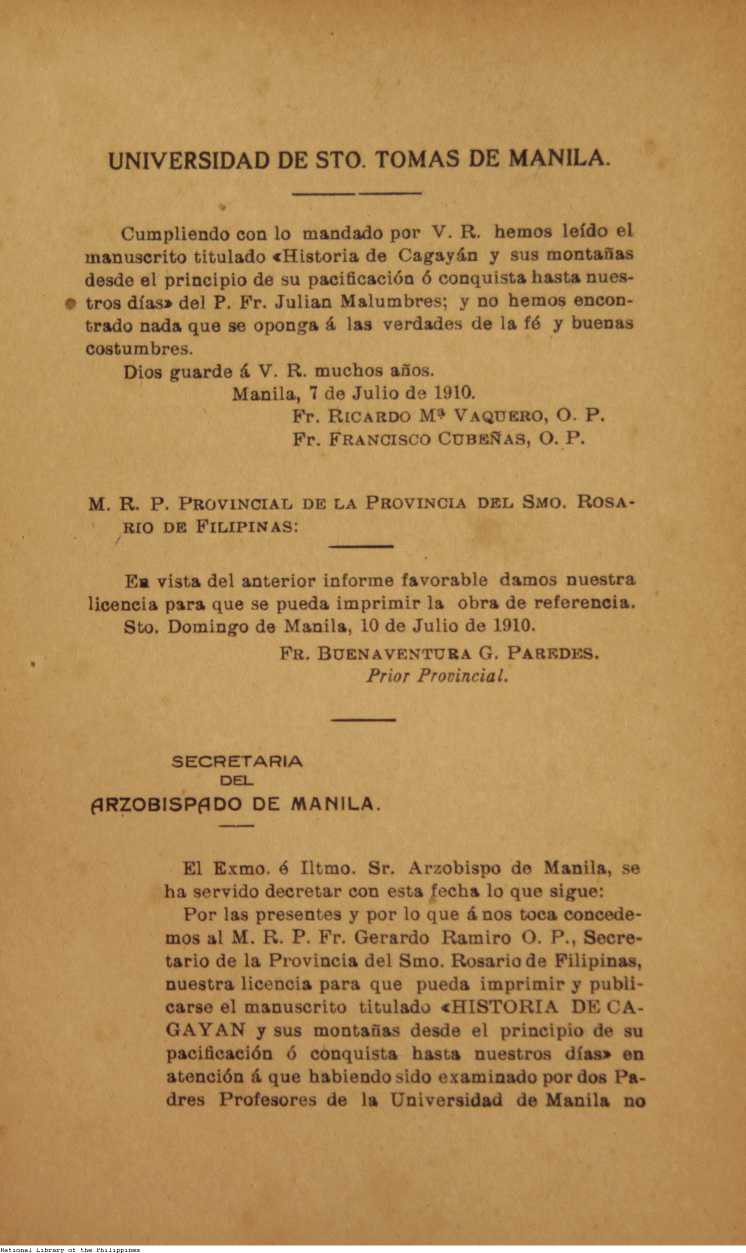 UNIVERSIDAD DE STO. TOMAS DE MANILA.
Cumpliendo con lo mandado por V. R. hemos leído el
manuscrito titulado «Historia de Cagayán y sus montañas
desde el principio de su pacificación ó conquista hasta nues-
tros días» del P. Fr. Julian Malumbres; y no hemos encon-
trado nada que se oponga á las verdades de la fé y buenas
costumbres.
Dios guarde á V. R. muchos años.
Manila, 7 de Julio de 1910.
Fr. RICARDO Mª VAQUERO, O. P.
Fr. FRANCISCO CUBEÑAS, O. P.
M. R. P. PROVINCIAL DE LA PROVINCIA DEL SMO. ROSA-
RIO DE FILIPINAS:
En vista del anterior informe favorable damos nuestra
licencia para que se pueda imprimir la obra de referencia.
Sto. Domingo de Manila, 10 de Julio de 1910.
FR. BUENAVENTURA G. PAREDES.
Prior Provincial.
SECRETARIA
DEL
ARZOBISPADO DE MANILA.
El Exmo. é Iltmo. Sr. Arzobispo de Manila, se
ha servido decretar con esta fecha lo que sigue:
Por las presentes y por lo que á nos toca concede-
mos al M. R. P. Fr. Gerardo Ramiro O. P., Secre-
tario de la Provincia del Smo. Rosario de Filipinas,
nuestra licencia para que pueda imprimir y publi-
carse el manuscrito titulado «HISTORIA DE CA-
GAYAN y sus montañas desde el principio de su
pacificación ó conquista hasta nuestros días» en
atención á que habiendo sido examinado por dos Pa-
dres Profesores de la Universidad de Manila no
National Library of the Philippines